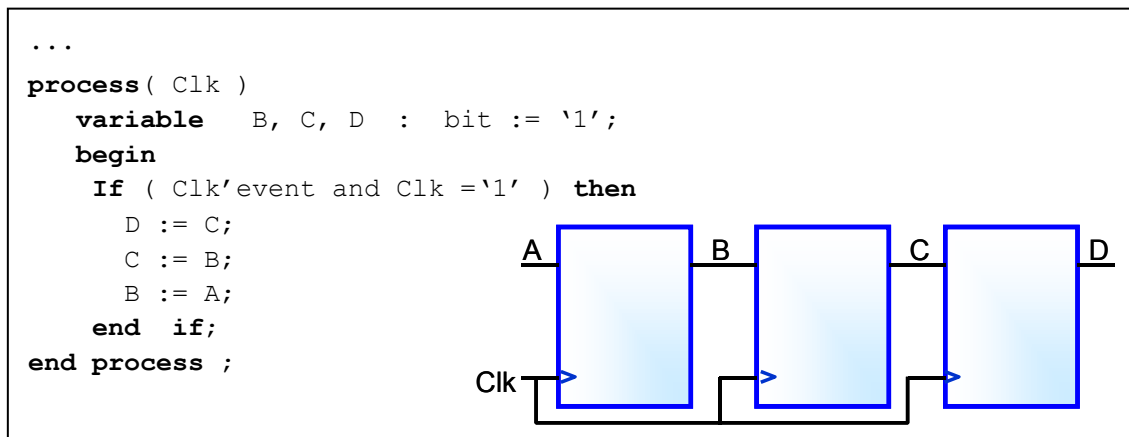 ...
process( Clk )
variable B, C, D : bit := ‘1’;
begin
If ( Clk’event and Clk =‘1’ ) then
D := C;
C := B;
B := A;
end if;
end process ;
A B C D
Clk